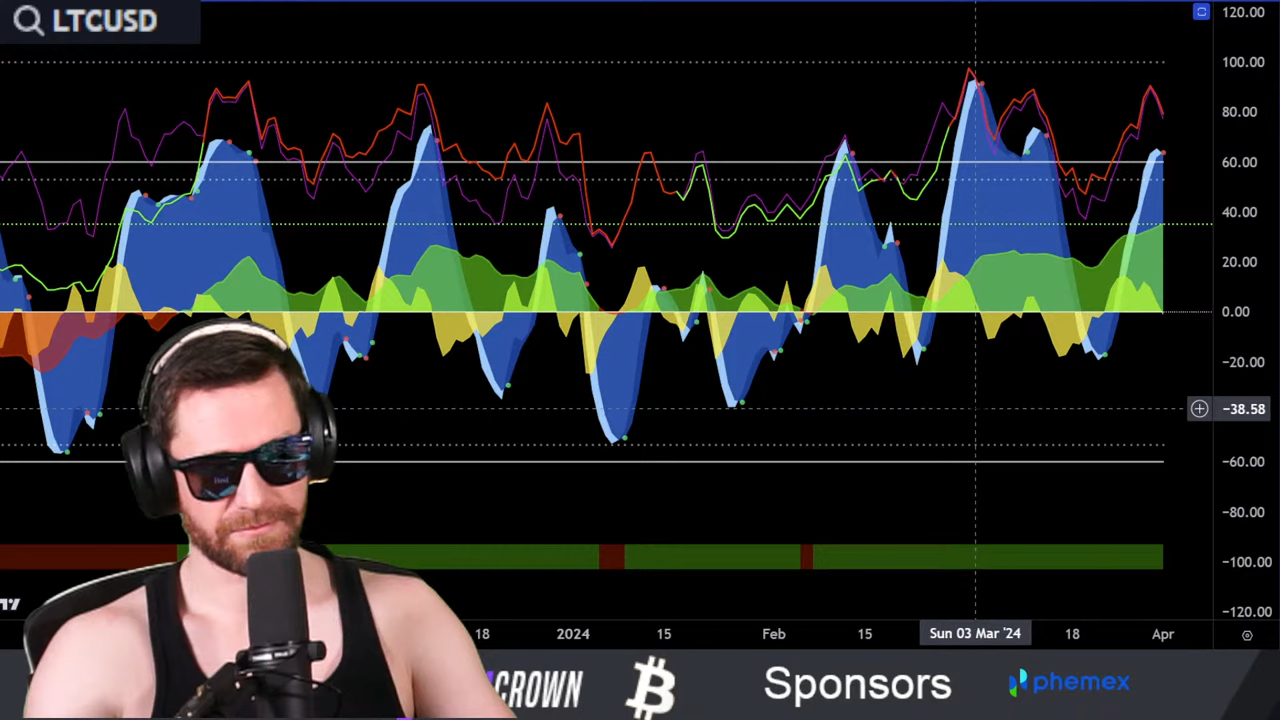 LTCUSD
120.00
100.00
80.00
60.00
40.00
20.00
0.00
−20.00
−38.58
−60.00
−80.00
−100.00
−120.00
18
2024
15
Feb
15
Sun 03 Mar '24
18
Apr
CROWN
Sponsors
phemex